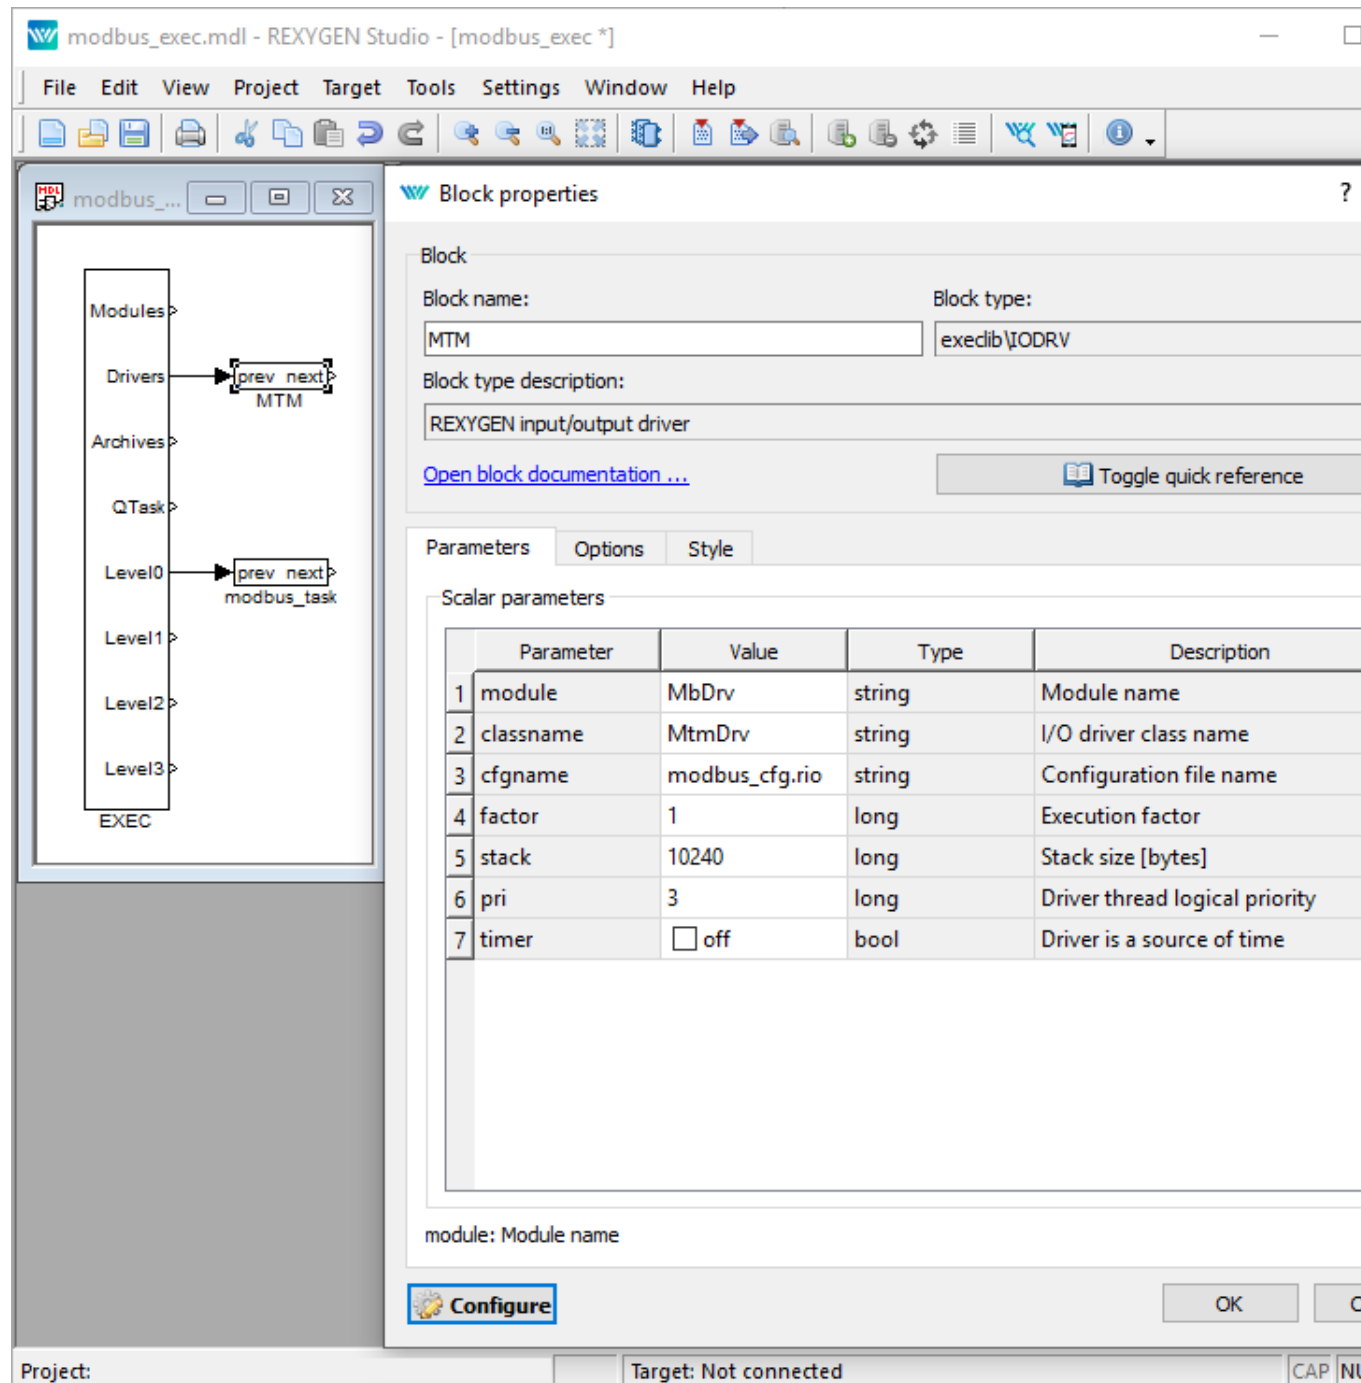 modbus_exec.mdl - REXYGEN Studio - [modbus_exec *]
File Edit View Project Target Tools Settings Window Help
modbus_...
Modules
Drivers
prev next
MTM
Archives
QTask
Level0
prev next
modbus_task
Level1
Level2
Level3
EXEC
Block properties ?
Block
Block name: Block type:
MTM execlib\IODRV
Block type description:
REXYGEN input/output driver
Open block documentation ... Toggle quick reference
Parameters Options Style
Scalar parameters
Parameter Value Type Description
1 module MbDrv string Module name
2 classname MtmDrv string I/O driver class name
3 cfgname modbus_cfg.rio string Configuration file name
4 factor 1 long Execution factor
5 stack 10240 long Stack size [bytes]
6 pri 3 long Driver thread logical priority
7 timer off bool Driver is a source of time
module: Module name
Configure OK
Project: Target: Not connected CAP